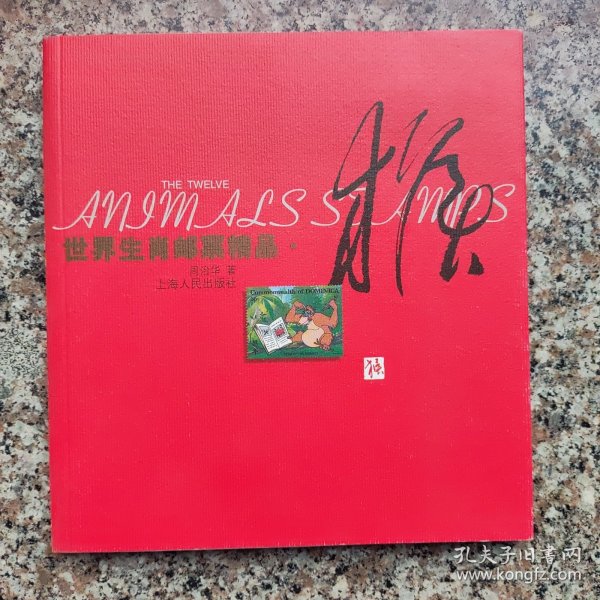 THE TWELVE
ANIMALS STAMPS
世界生肖邮票精品·
猴
周治华 著
上海人民出版社
Commonwealth of DOMINICA
猴
孔夫子旧书网
www.kongfz.com